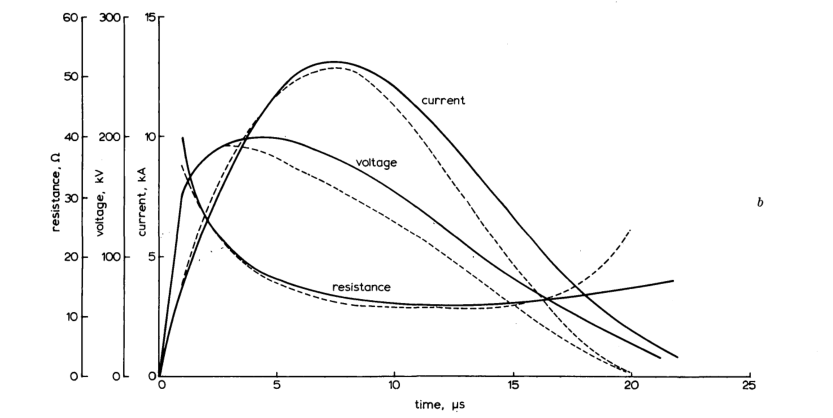 60 300 15
50
40 200 10
30
20 100 5
10
0 0 0
resistance, Ω
voltage, kV
current, kA
current
voltage
resistance
b
0 5 10 15 20 25
time, μs